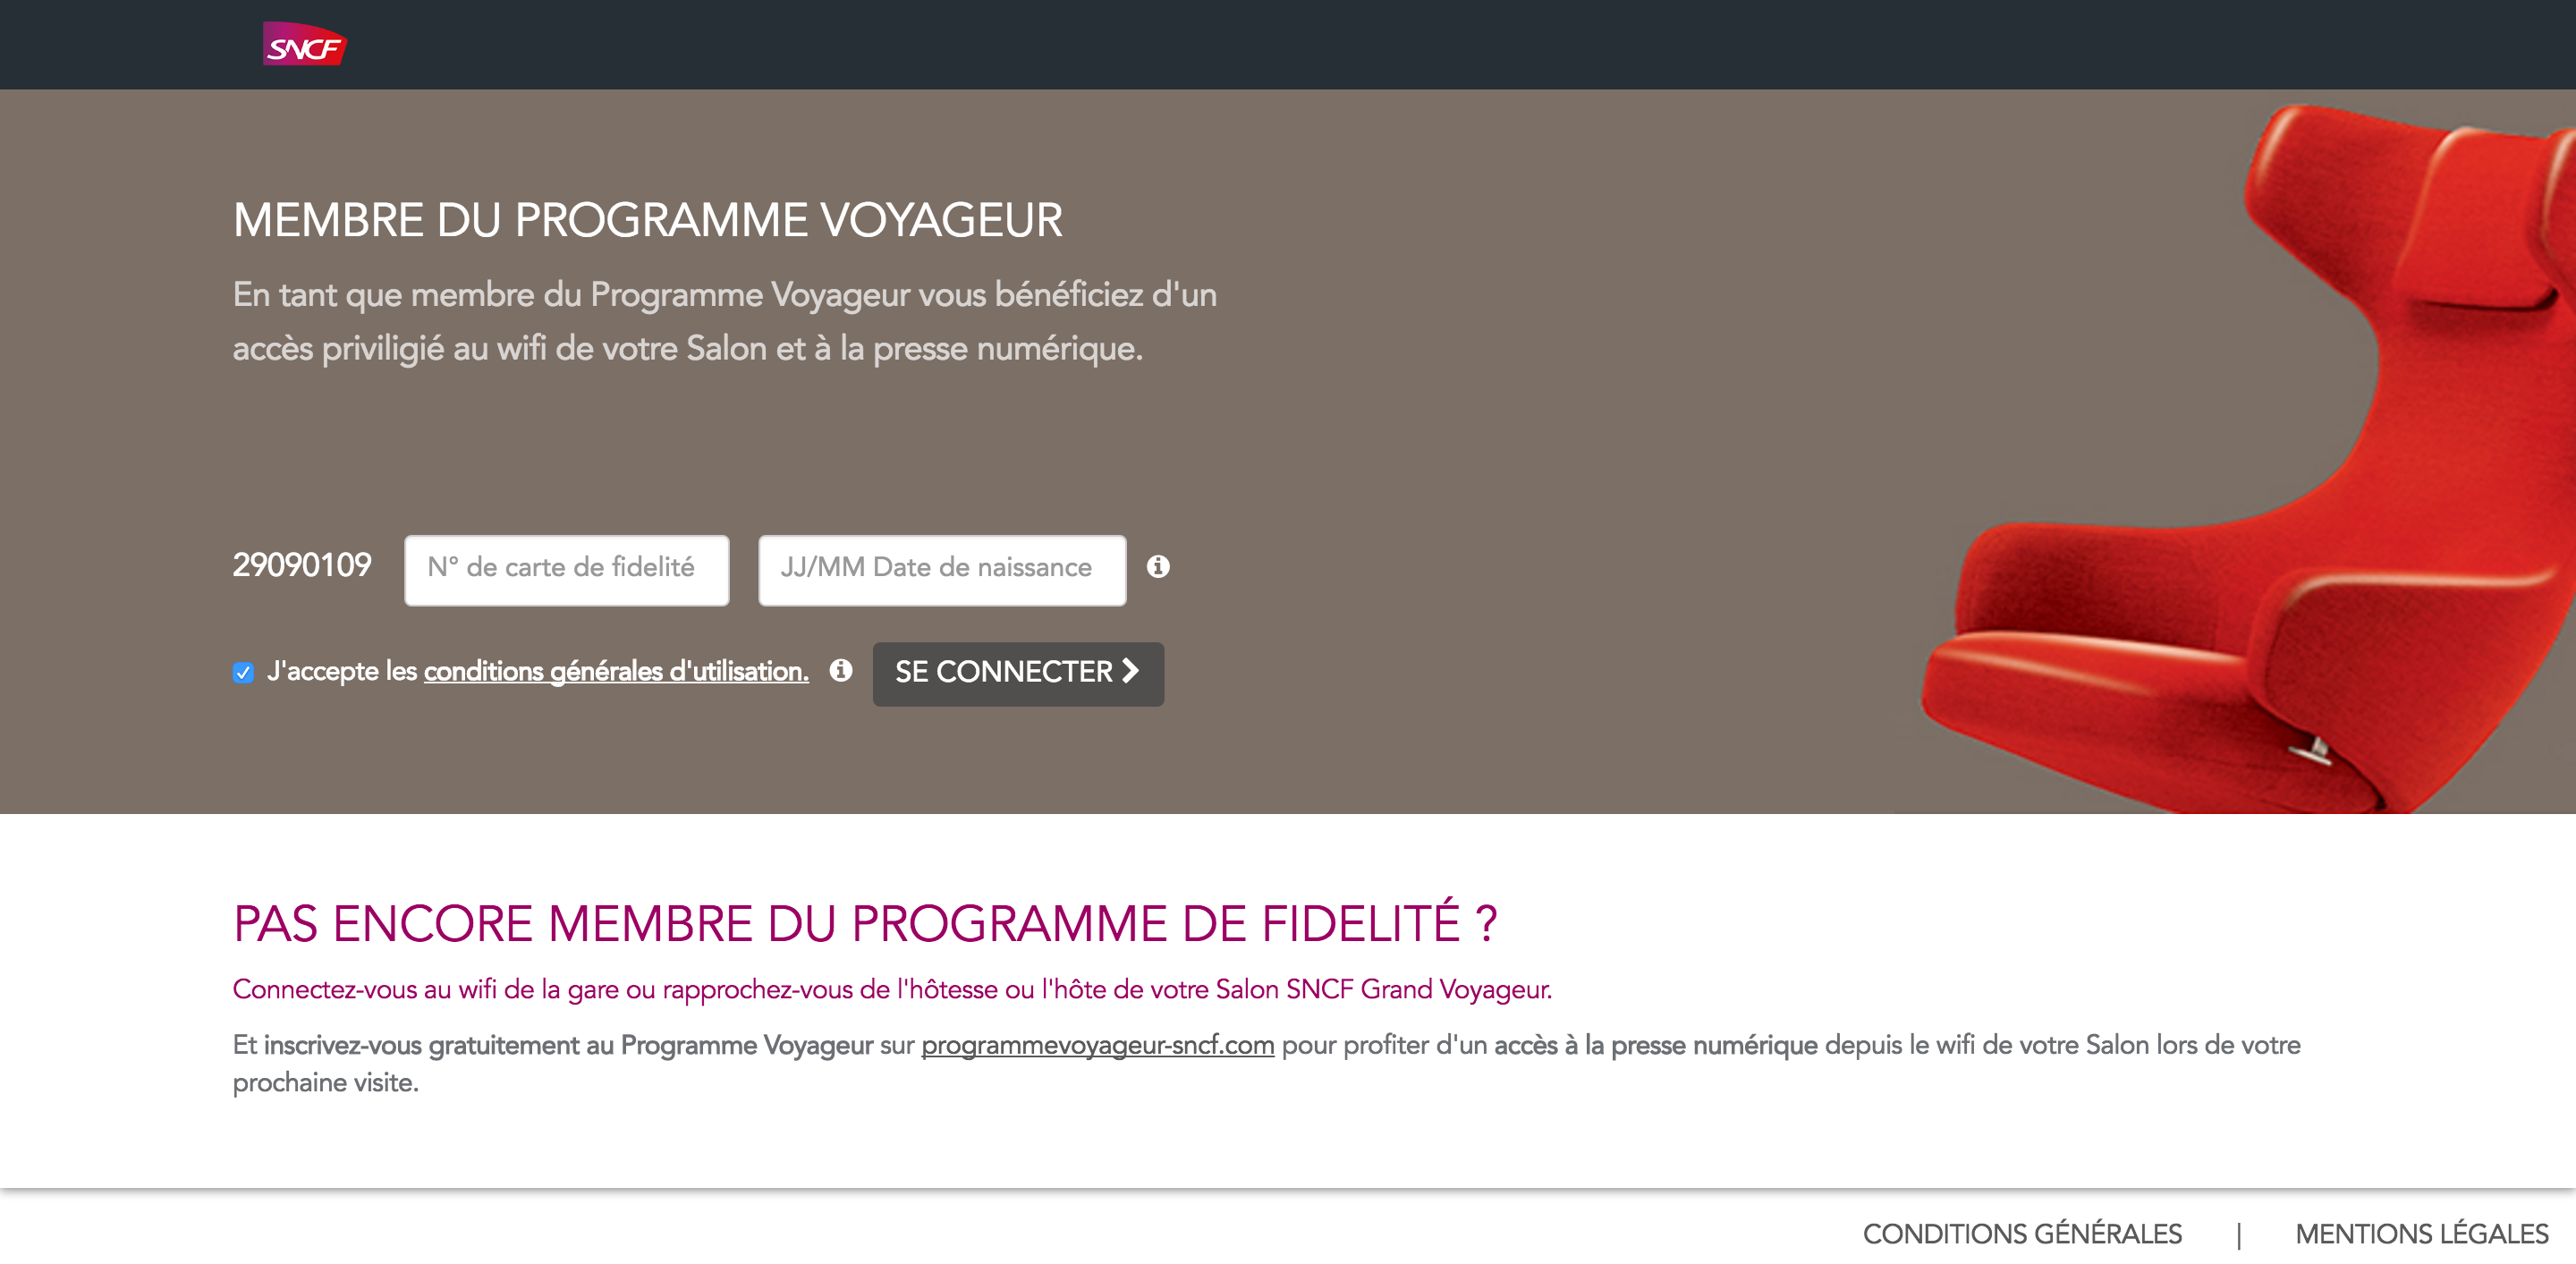 SNCF
MEMBRE DU PROGRAMME VOYAGEUR
En tant que membre du Programme Voyageur vous bénéficiez d'un
accès priviligié au wifi de votre Salon et à la presse numérique.
29090109 N° de carte de fidelité JJ/MM Date de naissance
J'accepte les conditions générales d'utilisation. SE CONNECTER
PAS ENCORE MEMBRE DU PROGRAMME DE FIDELITÉ ?
Connectez-vous au wifi de la gare ou rapprochez-vous de l'hôtesse ou l'hôte de votre Salon SNCF Grand Voyageur.
Et inscrivez-vous gratuitement au Programme Voyageur sur programmevoyageur-sncf.com pour profiter d'un accès à la presse numérique depuis le wifi de votre Salon lors de votre
prochaine visite.
CONDITIONS GÉNÉRALES | MENTIONS LÉGALES